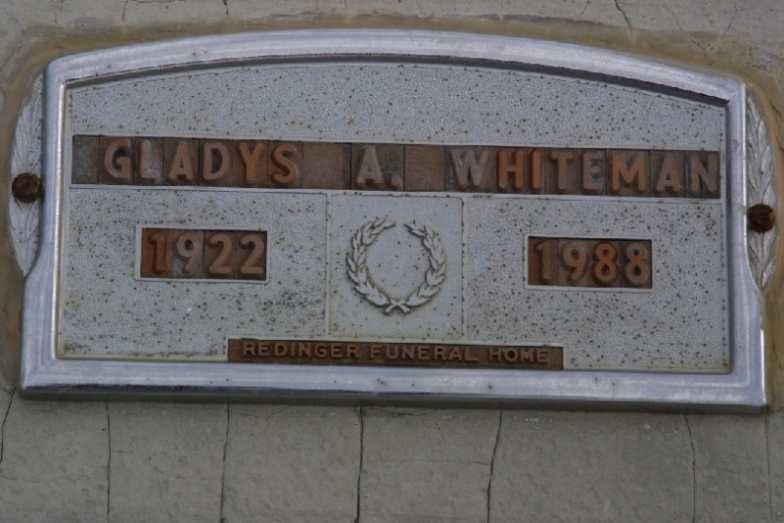 GLADYS A. WHITEMAN
1922 1988
REDINGER FUNERAL HOME